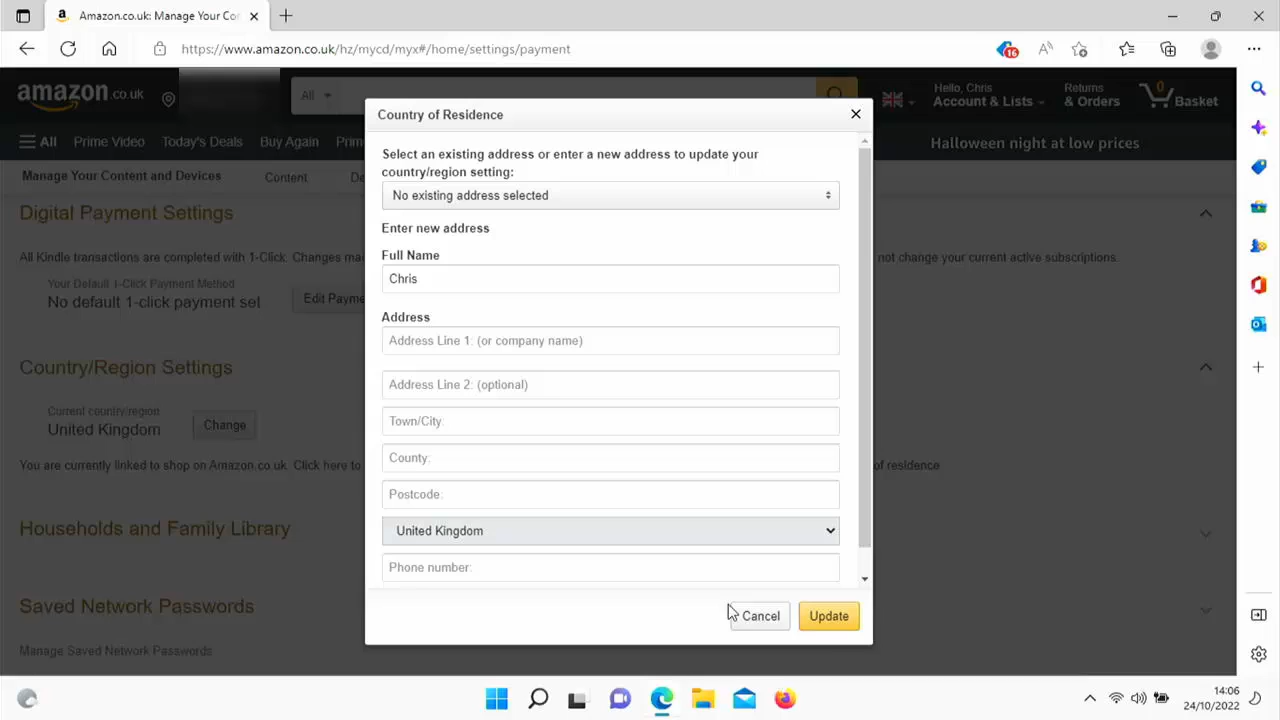 Amazon.co.uk: Manage Your Co
https://www.amazon.co.uk/hz/mycd/myx#/home/settings/payment
16
amazon.co.uk
All
Hello, Chris
Account & Lists
Returns
& Orders
0
Basket
All
Prime Video
Today's Deals
Buy Again
Prim
Halloween night at low prices
Manage Your Content and Devices
Content
De
Digital Payment Settings
All Kindle transactions are completed with 1-Click. Changes ma
not change your current active subscriptions.
Your Default 1-Click Payment Method
No default 1-click payment set
Edit Payme
Country/Region Settings
Current country/region
United Kingdom
Change
You are currently linked to shop on Amazon.co.uk. Click here to
of residence
Households and Family Library
Saved Network Passwords
Manage Saved Network Passwords
Country of Residence
Select an existing address or enter a new address to update your
country/region setting:
No existing address selected
Enter new address
Full Name
Chris
Address
Address Line 1: (or company name)
Address Line 2: (optional)
Town/City:
County:
Postcode:
United Kingdom
Phone number:
Cancel
Update
14:06
24/10/2022